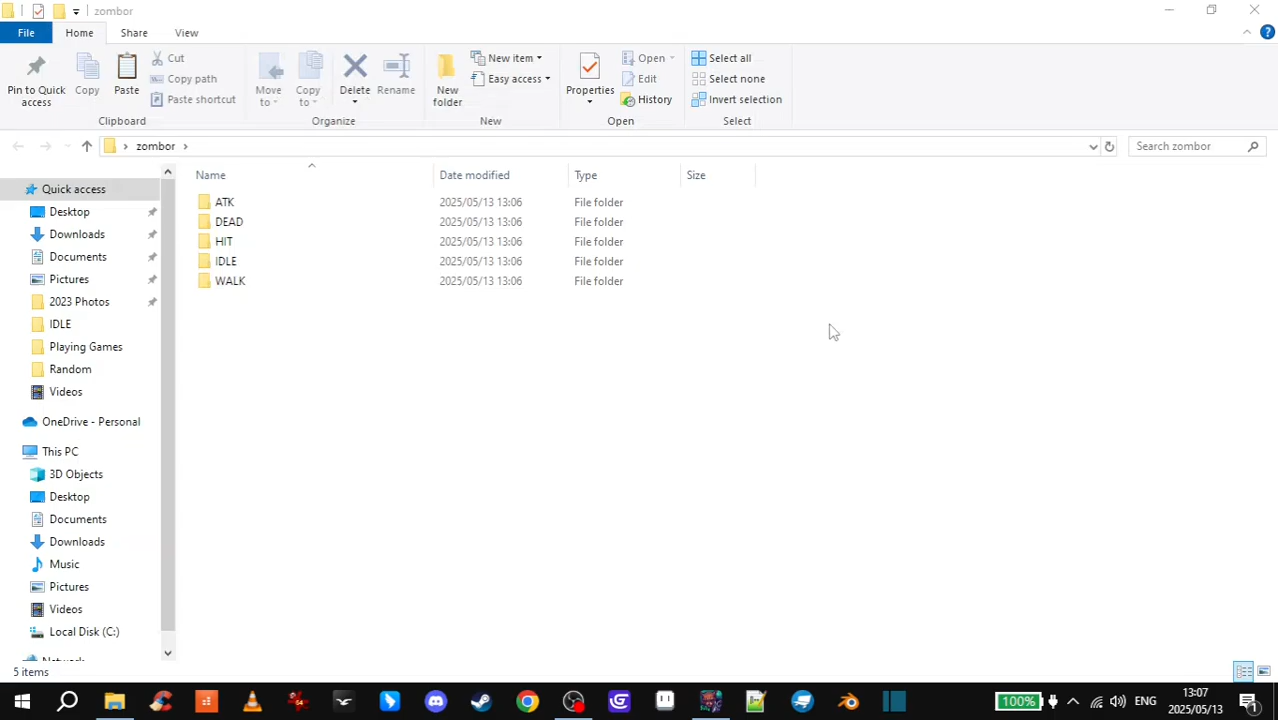 zombor
File Home Share View
Pin to Quick access
Copy
Paste
Cut
Copy path
Paste shortcut
Clipboard
Move to
Copy to
Delete
Rename
Organize
New folder
New item
Easy access
New
Properties
Open
Edit
History
Open
Select all
Select none
Invert selection
Select
zombor
Search zombor
Name Date modified Type Size
ATK 2025/05/13 13:06 File folder
DEAD 2025/05/13 13:06 File folder
HIT 2025/05/13 13:06 File folder
IDLE 2025/05/13 13:06 File folder
WALK 2025/05/13 13:06 File folder
Quick access
Desktop
Downloads
Documents
Pictures
2023 Photos
IDLE
Playing Games
Random
Videos
OneDrive - Personal
This PC
3D Objects
Desktop
Documents
Downloads
Music
Pictures
Videos
Local Disk (C:)
5 items
100%
ENG
13:07
2025/05/13
1